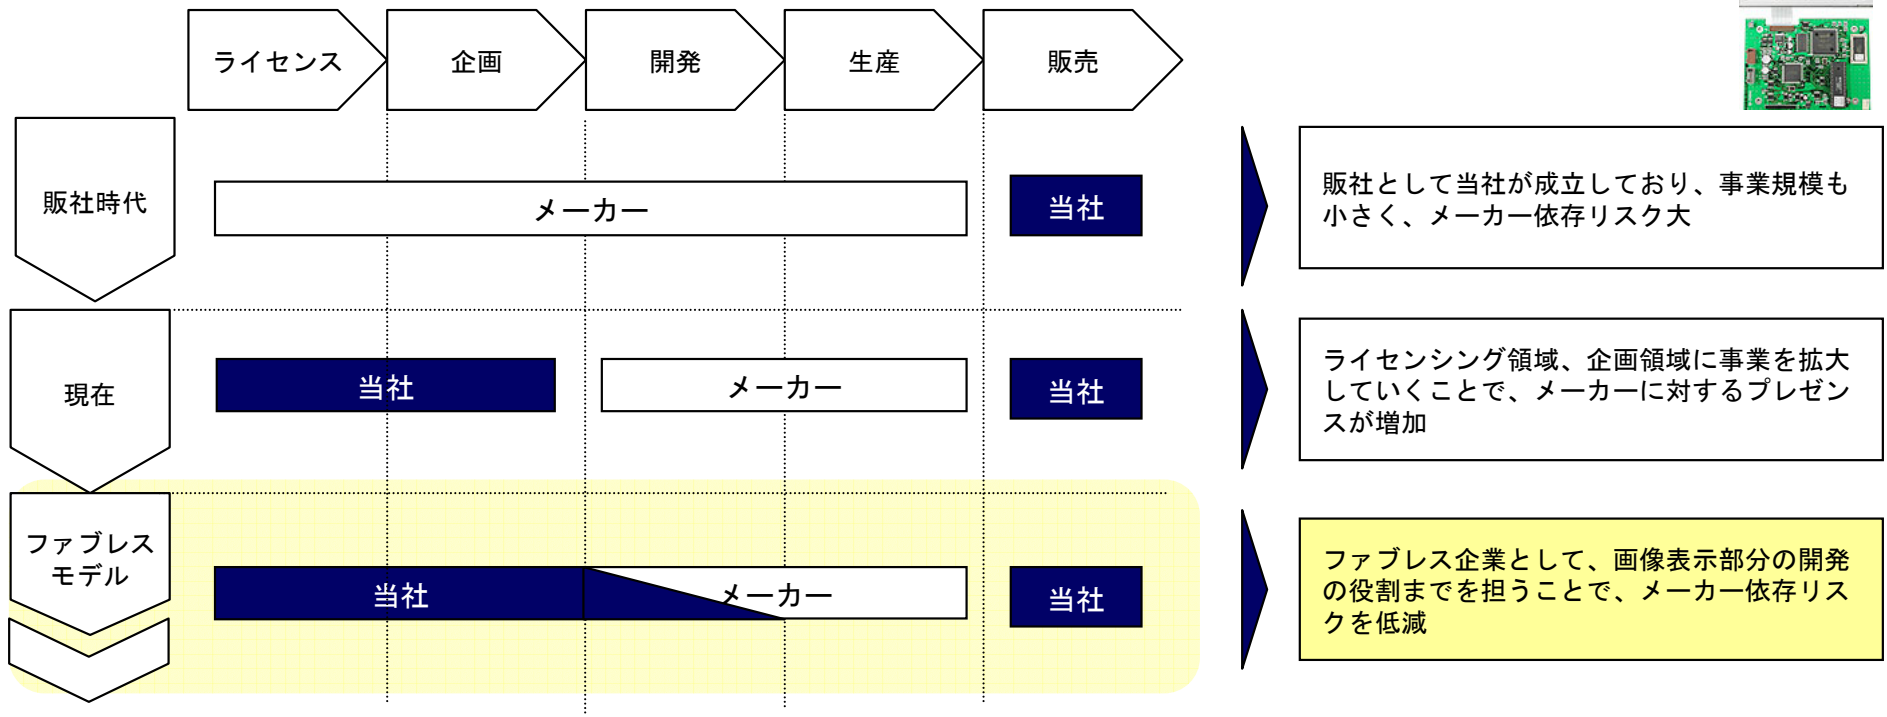 ライセンス
企画
開発
生産
販売
販社時代
メーカー
当社
販社として当社が成立しており、事業規模も
小さく、メーカー依存リスク大
現在
当社
メーカー
当社
ライセンシング領域、企画領域に事業を拡大
していくことで、メーカーに対するプレゼン
スが増加
ファブレス
モデル
当社
メーカー
当社
ファブレス企業として、画像表示部分の開発
の役割までを担うことで、メーカー依存リス
クを低減